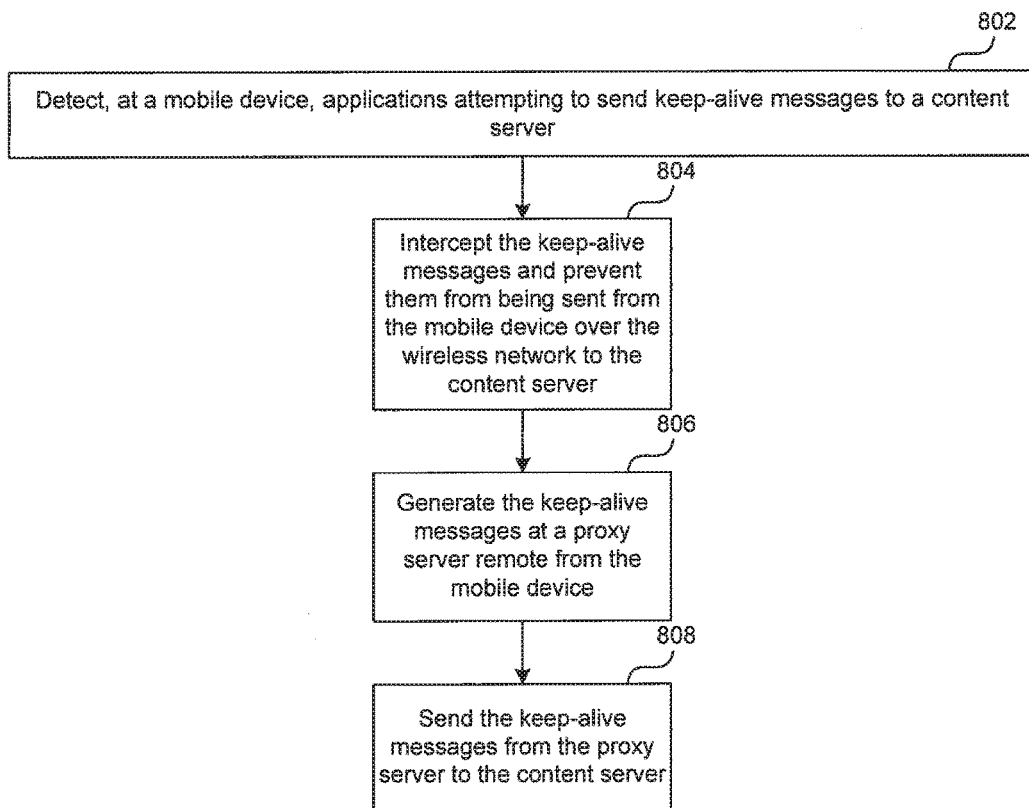 802
Detect, at a mobile device, applications attempting to send keep-alive messages to a content
server
804
Intercept the keep-alive
messages and prevent
them from being sent from
the mobile device over the
wireless network to the
content server
806
Generate the keep-alive
messages at a proxy
server remote from the
mobile device
808
Send the keep-alive
messages from the proxy
server to the content server